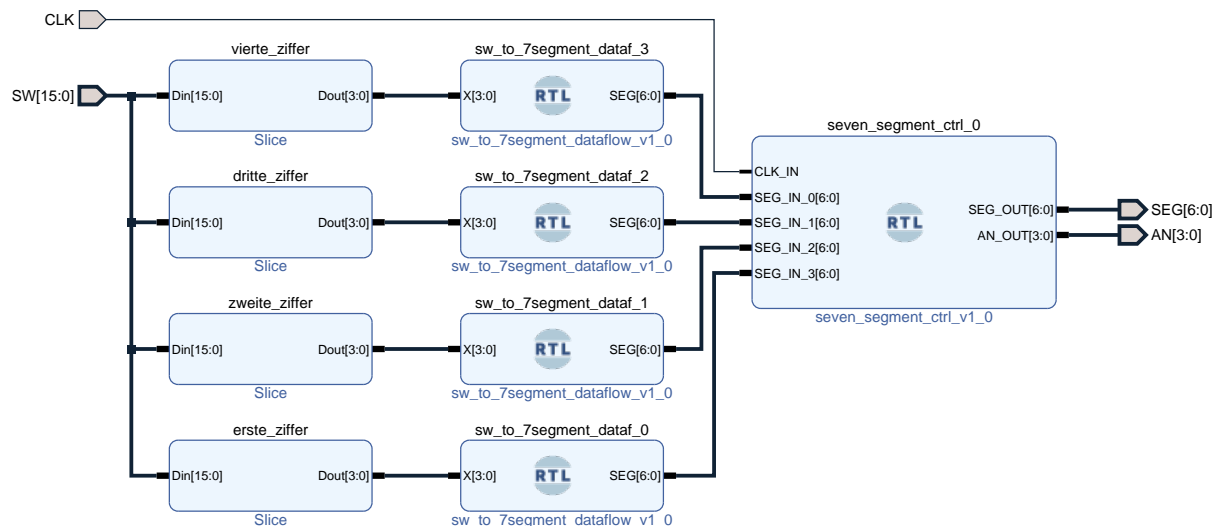 CLK
SW[15:0]
vierte_ziffer
Din[15:0]
Dout[3:0]
Slice
sw_to_7segment_dataf_3
X[3:0]
RTL
SEG[6:0]
sw_to_7segment_dataflow_v1_0
dritte_ziffer
Din[15:0]
Dout[3:0]
Slice
sw_to_7segment_dataf_2
X[3:0]
RTL
SEG[6:0]
sw_to_7segment_dataflow_v1_0
zweite_ziffer
Din[15:0]
Dout[3:0]
Slice
sw_to_7segment_dataf_1
X[3:0]
RTL
SEG[6:0]
sw_to_7segment_dataflow_v1_0
erste_ziffer
Din[15:0]
Dout[3:0]
Slice
sw_to_7segment_dataf_0
X[3:0]
RTL
SEG[6:0]
sw_to_7segment_dataflow_v1_0
seven_segment_ctrl_0
CLK_IN
SEG_IN_0[6:0]
SEG_IN_1[6:0]
SEG_IN_2[6:0]
SEG_IN_3[6:0]
RTL
SEG_OUT[6:0]
AN_OUT[3:0]
seven_segment_ctrl_v1_0
SEG[6:0]
AN[3:0]